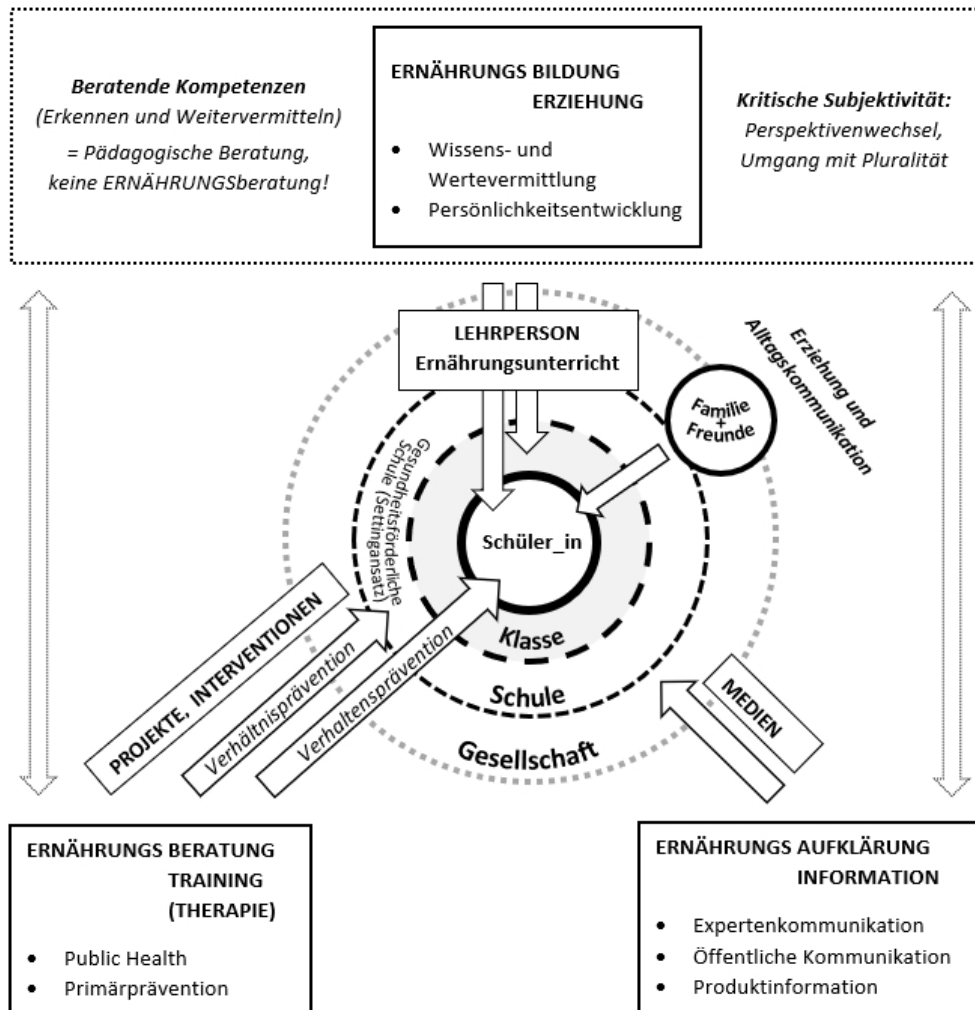 Beratende Kompetenzen
(Erkennen und Weitervermitteln)
= Pädagogische Beratung,
keine ERNÄHRUNGSberatung!
ERNÄHRUNGS BILDUNG
ERZIEHUNG
• Wissens- und
Wertevermittlung
• Persönlichkeitsentwicklung
Kritische Subjektivität:
Perspektivenwechsel,
Umgang mit Pluralität
LEHRPERSON
Ernährungsunterricht
Erziehung und
Alltagskommunikation
Familie
+
Freunde
Gesundheitsförderliche
Schule (Settingansatz)
Schüler_in
Klasse
Schule
Gesellschaft
PROJEKTE, INTERVENTIONEN
Verhältnisprävention
Verhaltensprävention
MEDIEN
ERNÄHRUNGS BERATUNG
TRAINING
(THERAPIE)
• Public Health
• Primärprävention
ERNÄHRUNGS AUFKLÄRUNG
INFORMATION
• Expertenkommunikation
• Öffentliche Kommunikation
• Produktinformation